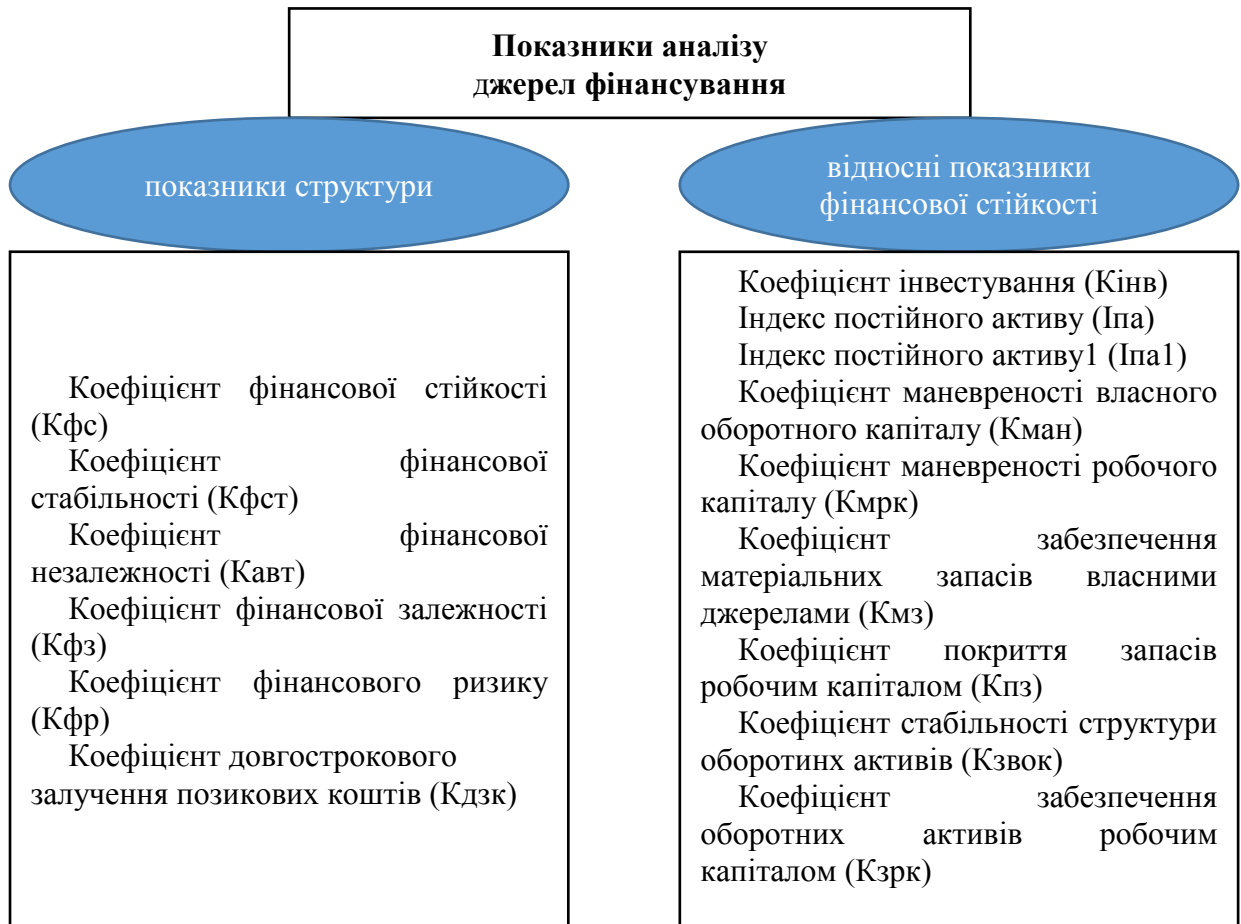 Показники аналізу
джерел фінансування
показники структури
Коефіцієнт фінансової стійкості
(Кфс)
Коефіцієнт фінансової
стабільності (Кфст)
Коефіцієнт фінансової
незалежності (Кавт)
Коефіцієнт фінансової залежності
(Кфз)
Коефіцієнт фінансового ризику
(Кфр)
Коефіцієнт довгострокового
залучення позикових коштів (Кдзк)
відносні показники
фінансової стійкості
Коефіцієнт інвестування (Кінв)
Індекс постійного активу (Іпа)
Індекс постійного активу1 (Іпа1)
Коефіцієнт маневреності власного
оборотного капіталу (Кман)
Коефіцієнт маневреності робочого
капіталу (Кмрк)
Коефіцієнт забезпечення
матеріальних запасів власними
джерелами (Кмз)
Коефіцієнт покриття запасів
робочим капіталом (Кпз)
Коефіцієнт стабільності структури
оборотинх активів (Кзвок)
Коефіцієнт забезпечення
оборотних активів робочим
капіталом (Кзрк)